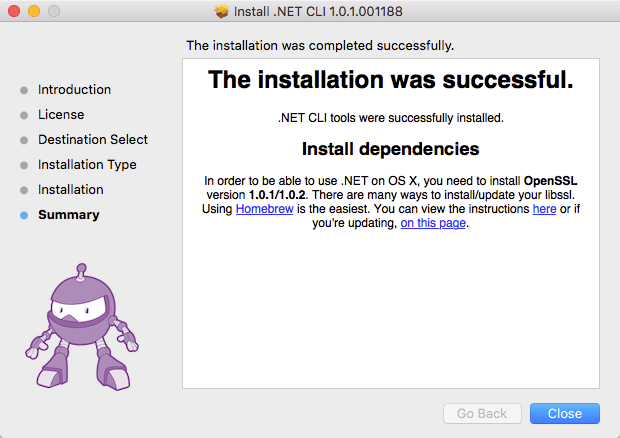 Install .NET CLI 1.0.1.001188
The installation was completed successfully.
Introduction
License
Destination Select
Installation Type
Installation
Summary
The installation was successful.
.NET CLI tools were successfully installed.
Install dependencies
In order to be able to use .NET on OS X, you need to install OpenSSL
version 1.0.1/1.0.2. There are many ways to install/update your libssl.
Using Homebrew is the easiest. You can view the instructions here or if
you're updating, on this page.
Go Back
Close